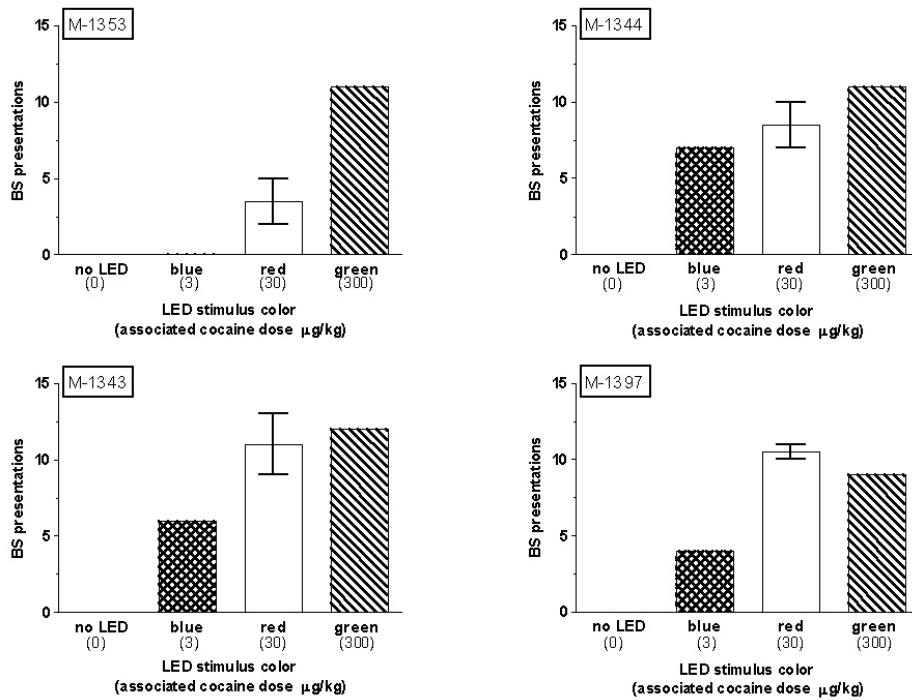 M-1353
15
10
5
0
BS presentations
no LED blue red green
(0) (3) (30) (300)
LED stimulus color
(associated cocaine dose μg/kg)
M-1344
15
10
5
0
BS presentations
no LED blue red green
(0) (3) (30) (300)
LED stimulus color
(associated cocaine dose μg/kg)
M-1343
15
10
5
0
BS presentations
no LED blue red green
(0) (3) (30) (300)
LED stimulus color
(associated cocaine dose μg/kg)
M-1397
15
10
5
0
BS presentations
no LED blue red green
(0) (3) (30) (300)
LED stimulus color
(associated cocaine dose μg/kg)